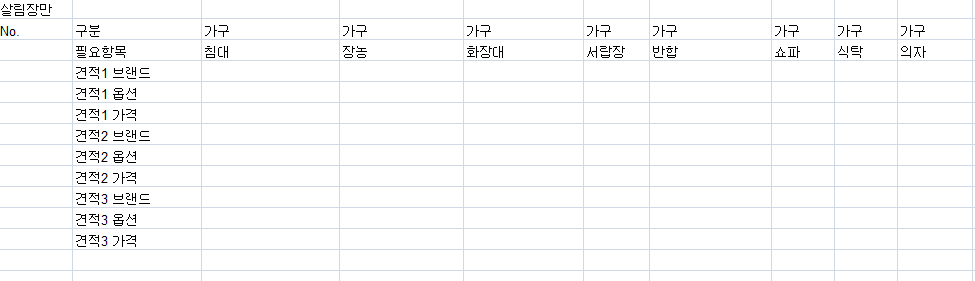 살림장만
No. 구분 가구 가구 가구 가구 가구 가구 가구 가구
필요항목 침대 장농 화장대 서랍장 반합 쇼파 식탁 의자
견적1 브랜드
견적1 옵션
견적1 가격
견적2 브랜드
견적2 옵션
견적2 가격
견적3 브랜드
견적3 옵션
견적3 가격